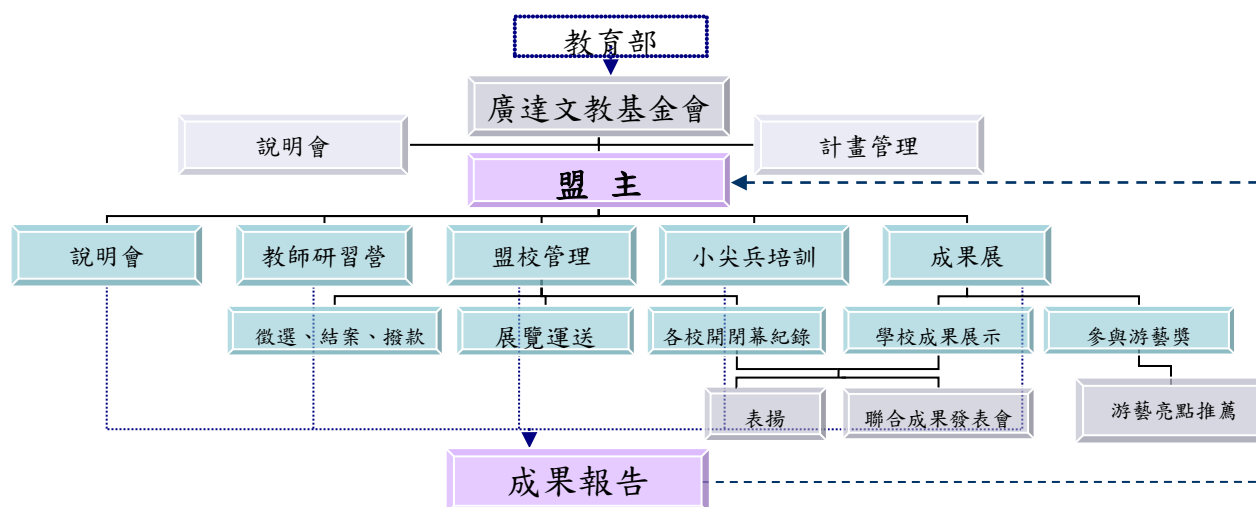 教育部
廣達文教基金會
說明會
計畫管理
盟 主
說明會
教師研習營
盟校管理
小尖兵培訓
成果展
徵選、結案、撥款
展覽運送
各校開閉幕紀錄
學校成果展示
參與游藝獎
表揚
聯合成果發表會
游藝亮點推薦
成果報告